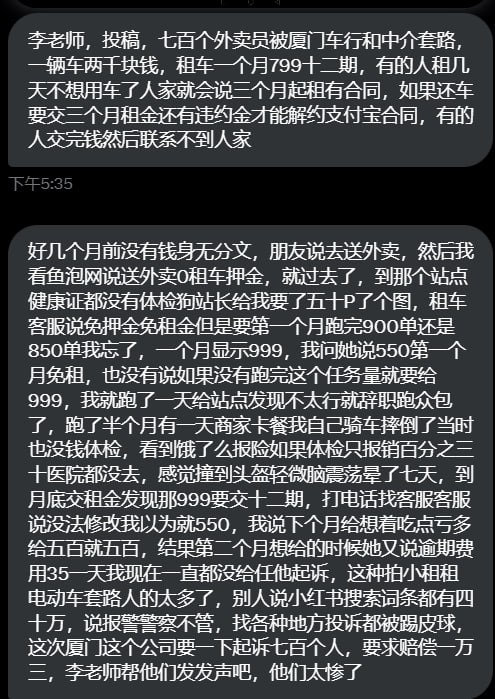 李老师，投稿，七百个外卖员被厦门车行和中介套路，
一辆车两千块钱，租车一个月799十二期，有的人租几
天不想用车了人家就会说三个月起租有合同，如果还车
要交三个月租金还有违约金才能解约支付宝合同，有的
人交完钱然后联系不到人家
下午5:35
好几个月前没有钱身无分文，朋友说去送外卖，然后我
看鱼泡网说送外卖0租车押金，就过去了，到那个站点
健康证都没有体检狗站长给我要了五十P了个图，租车
客服说免押金免租金但是要第一个月跑完900单还是
850单我忘了，一个月显示999，我问她说550第一个
月免租，也没有说如果没有跑完这个任务量就要给
999，我就跑了一天给站点发现不太行就辞职跑众包
了，跑了半个月有一天商家卡餐我自己骑车摔倒了当时
也没钱体检，看到饿了么报险如果体检只报销百分之三
十医院都没去，感觉撞到头盔轻微脑震荡晕了七天，到
月底交租金发现那999要交十二期，打电话找客服客服
说没法修改我以为就550，我说下个月给想着吃点亏多
给五百就五百，结果第二个月想给的时候她又说逾期费
用35一天我现在一直都没给任他起诉，这种拍小租租
电动车套路人的太多了，别人说小红书搜索词条都有四
十万，说报警警察不管，找各种地方投诉都被踢皮球，
这次厦门这个公司要一下起诉七百个人，要求赔偿一万
三，李老师帮他们发发声吧，他们太惨了